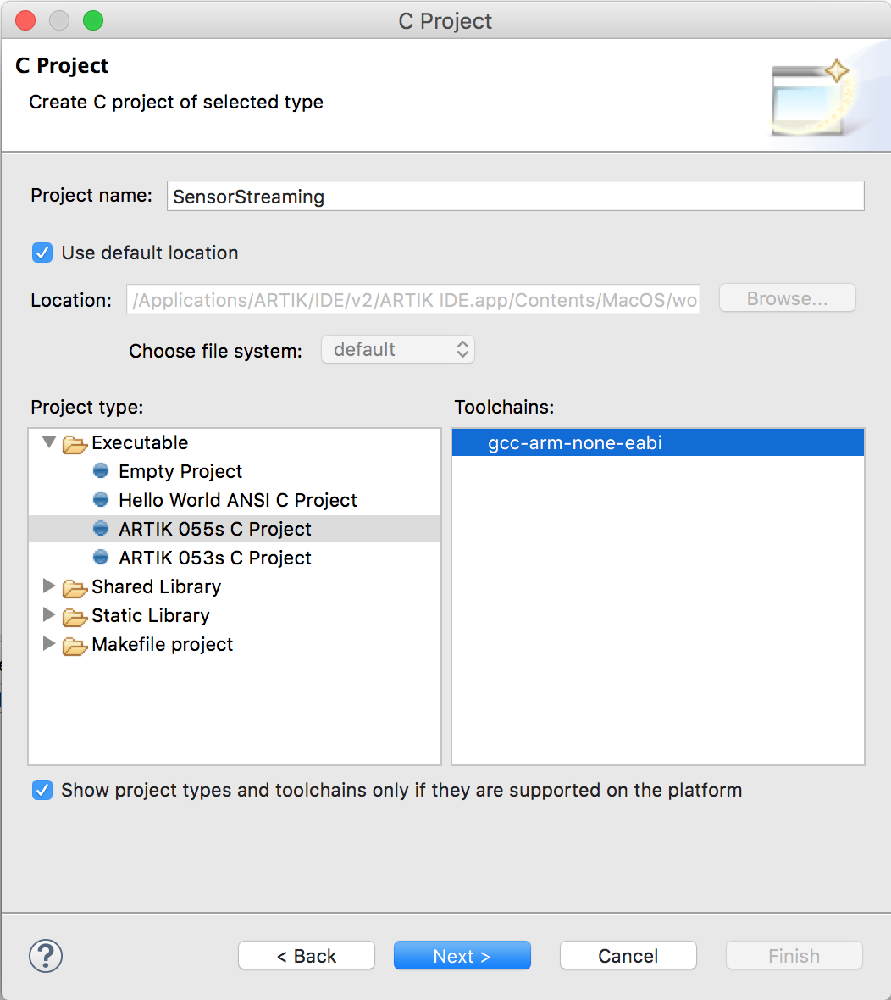 C Project
C Project
Create C project of selected type
Project name: SensorStreaming
Use default location
Location: /Applications/ARTIK/IDE/v2/ARTIK IDE.app/Contents/MacOS/wo Browse...
Choose file system: default
Project type:
Executable
Empty Project
Hello World ANSI C Project
ARTIK 055s C Project
ARTIK 053s C Project
Shared Library
Static Library
Makefile project
Toolchains:
gcc-arm-none-eabi
Show project types and toolchains only if they are supported on the platform
? < Back Next > Cancel Finish